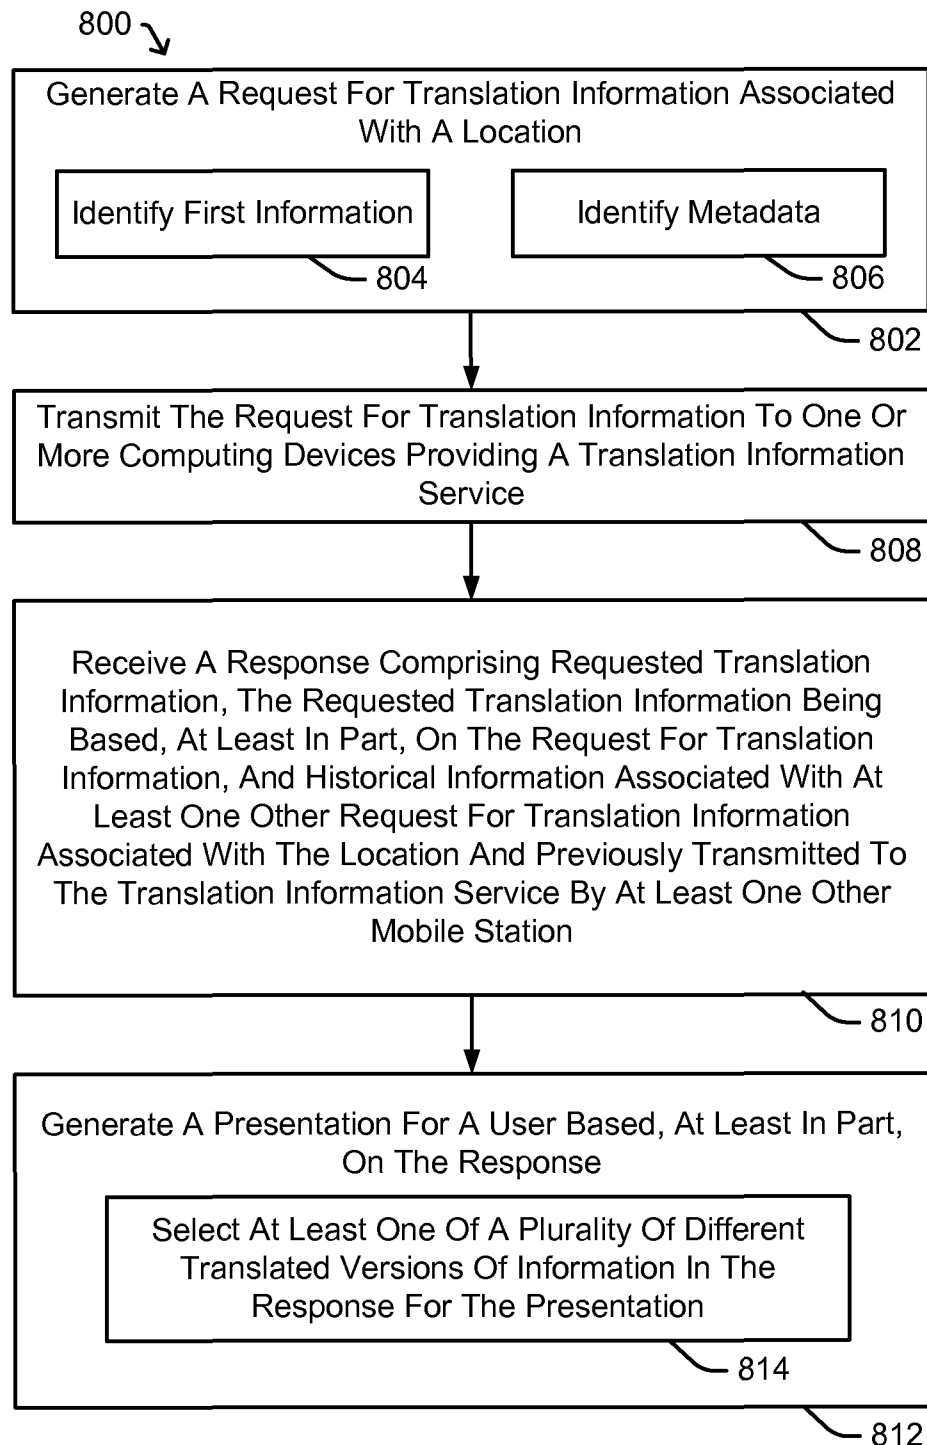 800
Generate A Request For Translation Information Associated
With A Location
Identify First Information
Identify Metadata
804
806
802
Transmit The Request For Translation Information To One Or
More Computing Devices Providing A Translation Information
Service
808
Receive A Response Comprising Requested Translation
Information, The Requested Translation Information Being
Based, At Least In Part, On The Request For Translation
Information, And Historical Information Associated With At
Least One Other Request For Translation Information
Associated With The Location And Previously Transmitted To
The Translation Information Service By At Least One Other
Mobile Station
810
Generate A Presentation For A User Based, At Least In Part,
On The Response
Select At Least One Of A Plurality Of Different
Translated Versions Of Information In The
Response For The Presentation
814
812